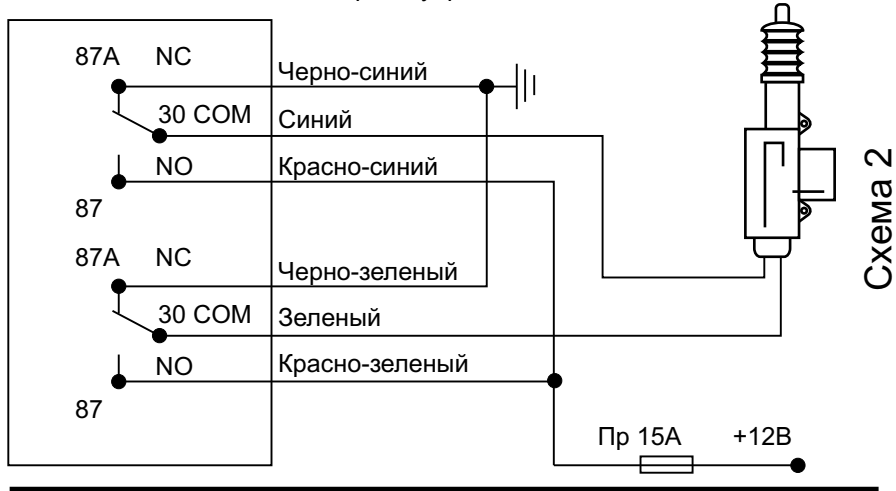 87A NC
Черно-синий
30 COM
Синий
NO
Красно-синий
87
87A NC
Черно-зеленый
30 COM
Зеленый
NO
Красно-зеленый
87
Пр 15А +12В
Схема 2